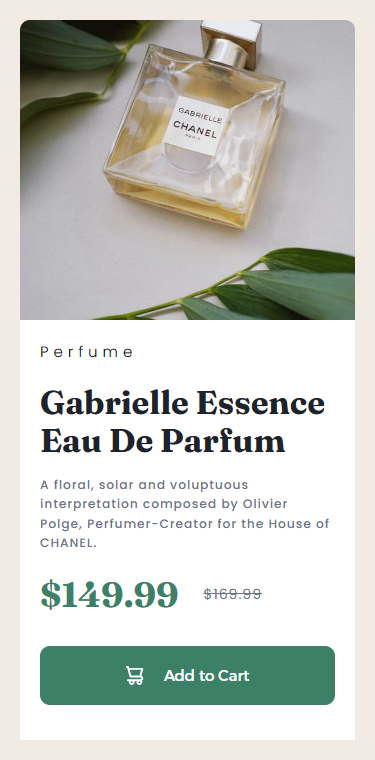 GABRIELLE
CHANEL
PARIS
Perfume
Gabrielle Essence
Eau De Parfum
A floral, solar and voluptuous
interpretation composed by Olivier
Polge, Perfumer-Creator for the House of
CHANEL.
$149.99 $169.99
Add to Cart